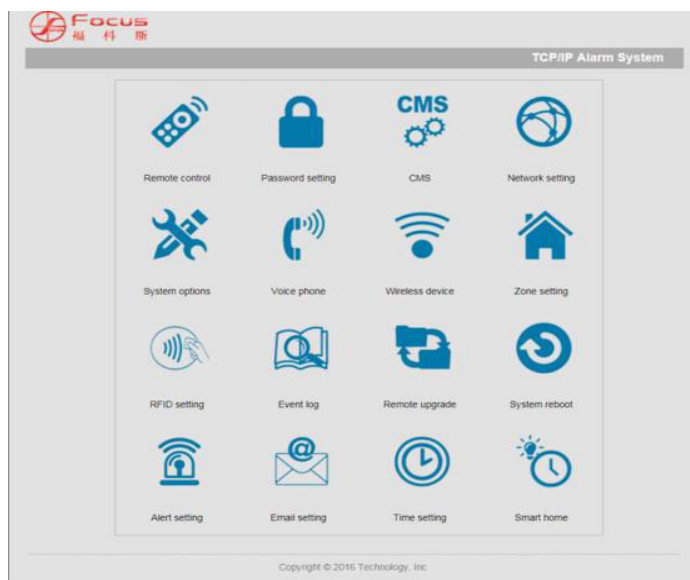 Focus
福科斯
TCP/IP Alarm System
CMS
Remote control Password setting CMS Network setting
System options Voice phone Wireless device Zone setting
RFID setting Event log Remote upgrade System reboot
@
Alert setting Email setting Time setting Smart home
Copyright © 2016 Technology, Inc